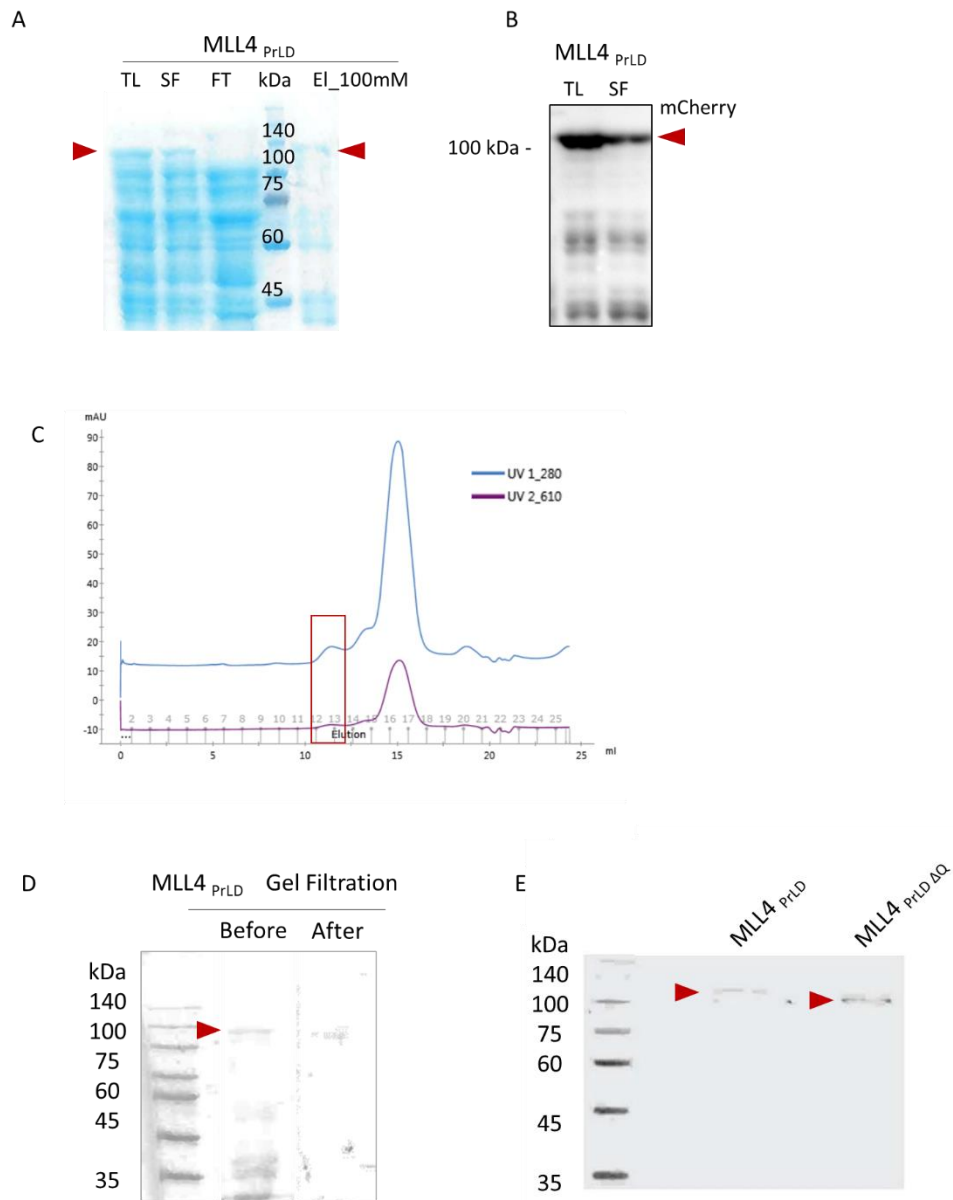 A
MLL4 PrLD
TL SF FT kDa El_100mM
140
100
75
60
45
B
MLL4 PrLD
TL SF
mCherry
100 kDa -
C
mAU
90
80
70
60
50
40
30
20
10
0
-10
UV 1_280
UV 2_610
2 3 4 5 6 7 8 9 10 11 12 13 14 15 16 17 18 19 20 21 22 23 24 25
Elution
0 5 10 15 20 25 ml
D
MLL4 PrLD Gel Filtration
Before After
kDa
140
100
75
60
45
35
E
MLL4 PrLD
MLL4 PrLD ΔQ
kDa
140
100
75
60
45
35